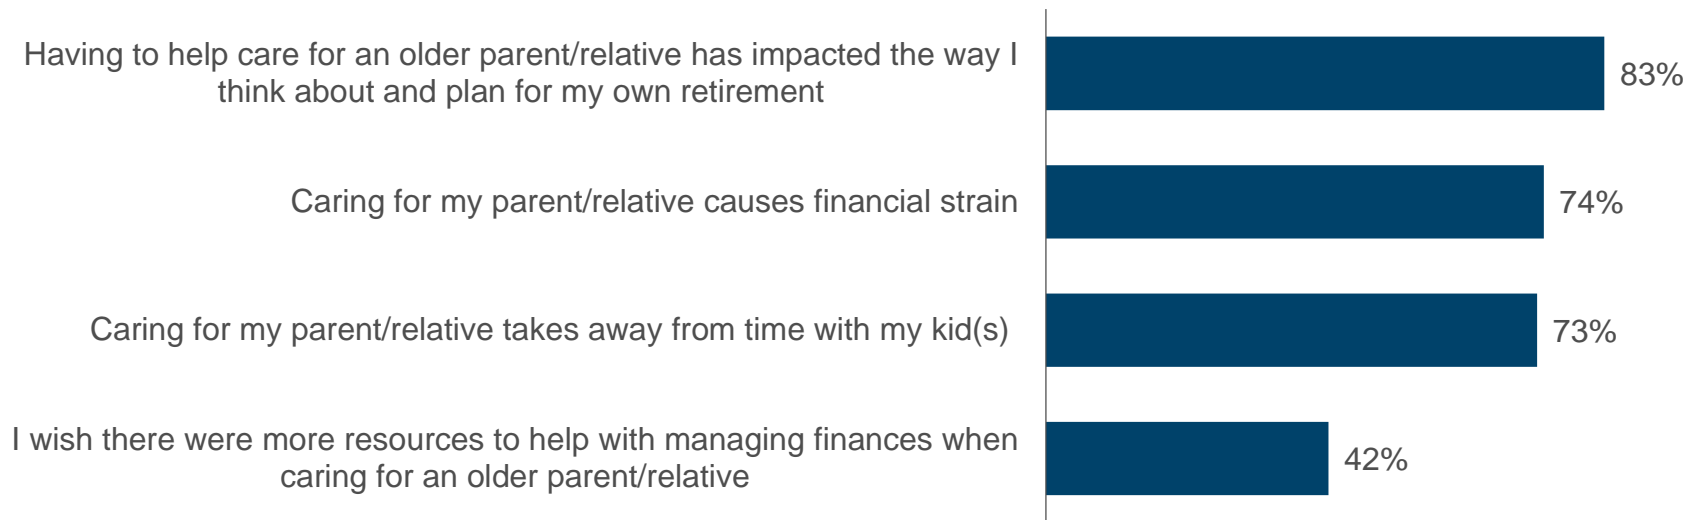 Having to help care for an older parent/relative has impacted the way I
think about and plan for my own retirement
83%
Caring for my parent/relative causes financial strain
74%
Caring for my parent/relative takes away from time with my kid(s)
73%
I wish there were more resources to help with managing finances when
caring for an older parent/relative
42%